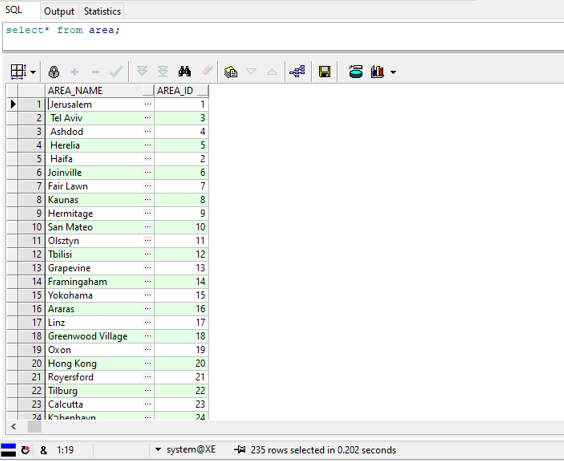 SQL Output Statistics
select* from area;
AREA_NAME AREA_ID
1 Jerusalem ... 1
2 Tel Aviv ... 3
3 Ashdod ... 4
4 Herelia ... 5
5 Haifa ... 2
6 Joinville ... 6
7 Fair Lawn ... 7
8 Kaunas ... 8
9 Hermitage ... 9
10 San Mateo ... 10
11 Olsztyn ... 11
12 Tbilisi ... 12
13 Grapevine ... 13
14 Framingaham ... 14
15 Yokohama ... 15
16 Araras ... 16
17 Linz ... 17
18 Greenwood Village ... 18
19 Oxon ... 19
20 Hong Kong ... 20
21 Royersford ... 21
22 Tilburg ... 22
23 Calcutta ... 23
24 ... 24
& 1:19 system@XE 235 rows selected in 0.202 seconds